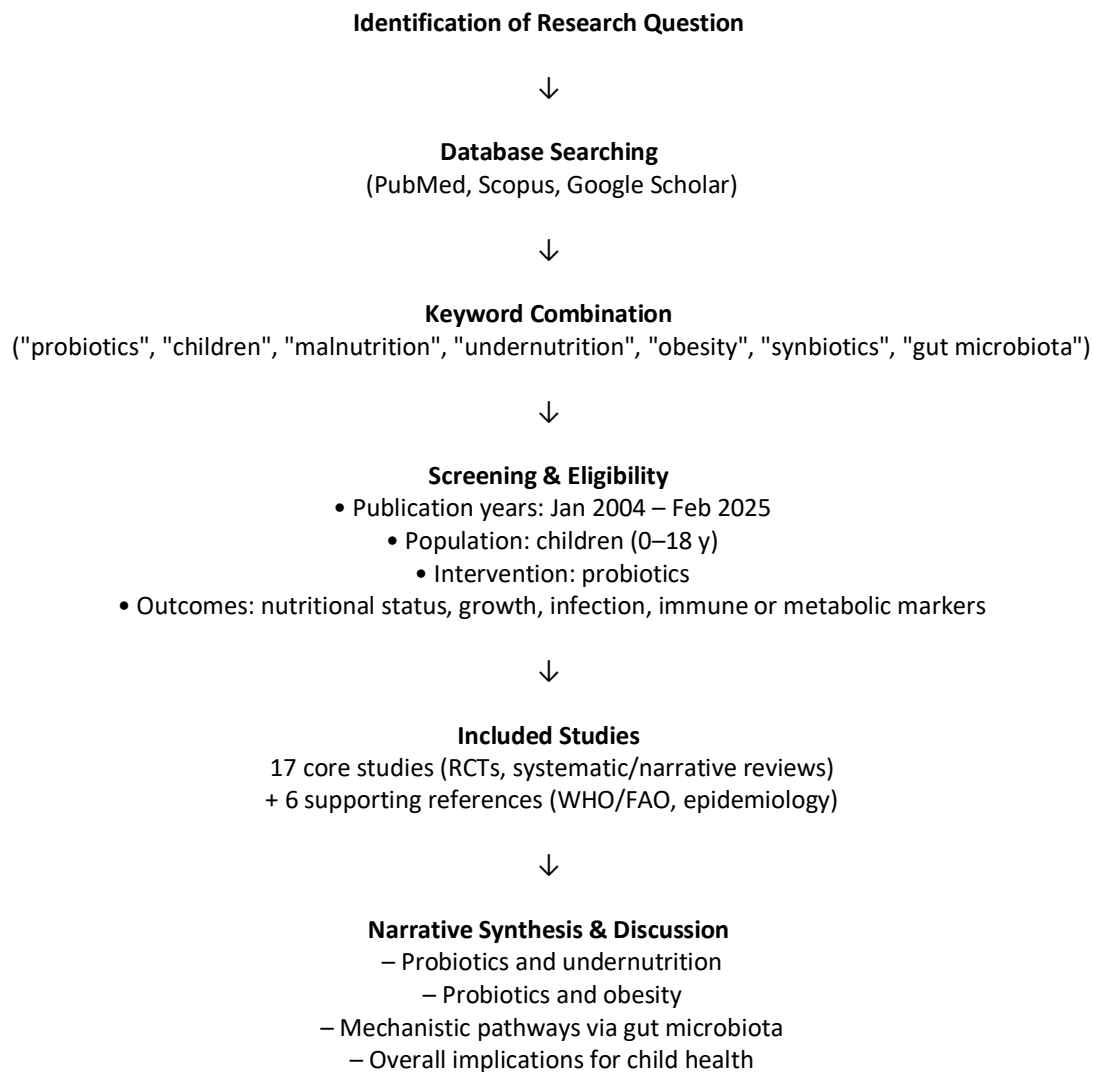 Identification of Research Question
↓
Database Searching
(PubMed, Scopus, Google Scholar)
↓
Keyword Combination
("probiotics", "children", "malnutrition", "undernutrition", "obesity", "synbiotics", "gut microbiota")
↓
Screening & Eligibility
• Publication years: Jan 2004 – Feb 2025
• Population: children (0–18 y)
• Intervention: probiotics
• Outcomes: nutritional status, growth, infection, immune or metabolic markers
↓
Included Studies
17 core studies (RCTs, systematic/narrative reviews)
+ 6 supporting references (WHO/FAO, epidemiology)
↓
Narrative Synthesis & Discussion
– Probiotics and undernutrition
– Probiotics and obesity
– Mechanistic pathways via gut microbiota
– Overall implications for child health